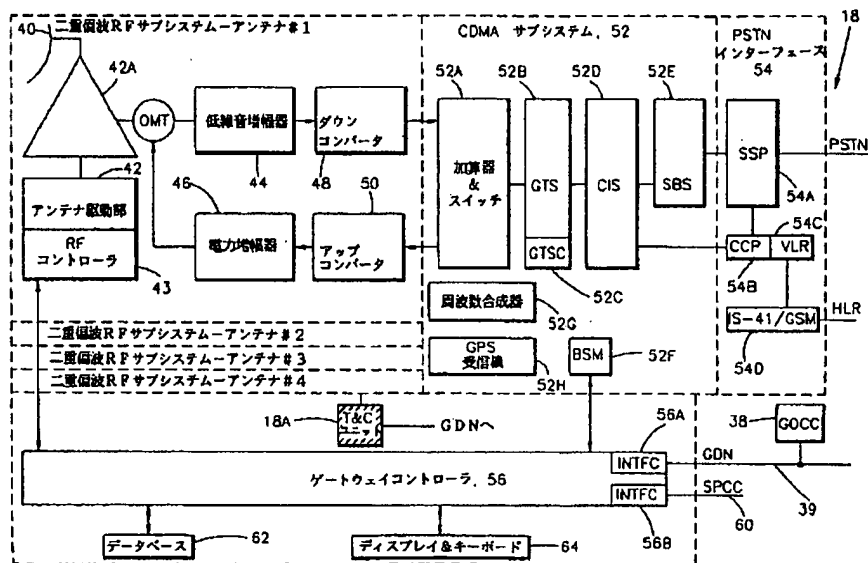 二重偏波RFサブシステムーアンテナ#1
CDMA サブシステム, 52
PSTN
インターフェース
54
18
40
42A
OMT
低雑音増幅器
44
ダウン
コンバータ
48
42
アンテナ駆動部
RF
コントローラ
43
46
電力増幅器
50
アップ
コンバータ
52A
加算器
&
スイッチ
52B
GTS
GTSC
52C
52D
CIS
52E
SBS
SSP
54A
PSTN
54C
CCP
VLR
54B
IS-41/GSM
54D
HLR
周波数合成器
52G
GPS
受信機
52H
BSM
52F
二重偏波RFサブシステムーアンテナ#2
二重偏波RFサブシステムーアンテナ#3
二重偏波RFサブシステムーアンテナ#4
18A
T&C
ユニット
GDNへ
56A
38
GOCC
ゲートウェイコントローラ, 56
INTFC
GDN
39
INTFC
SPCC
60
56B
データベース
62
ディスプレイ&キーボード
64